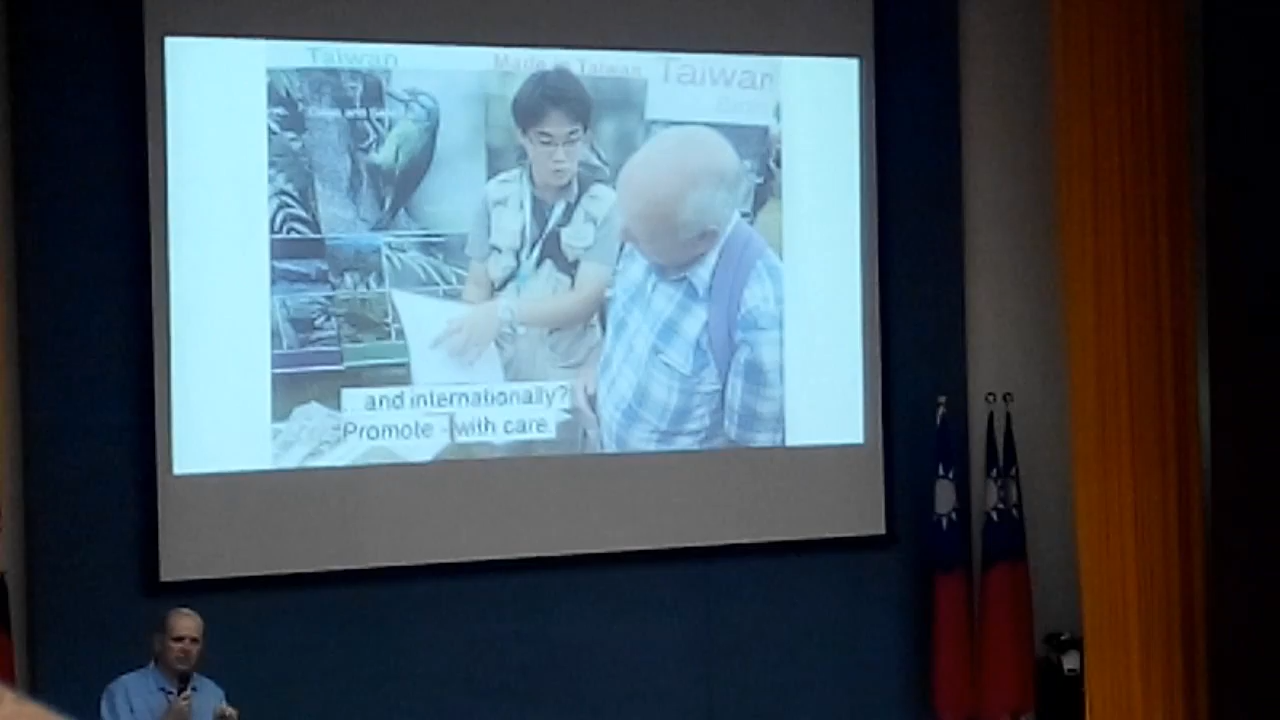 Taiwan
Made in Taiwan
Taiwan
... and internationally?
Promote - with care.